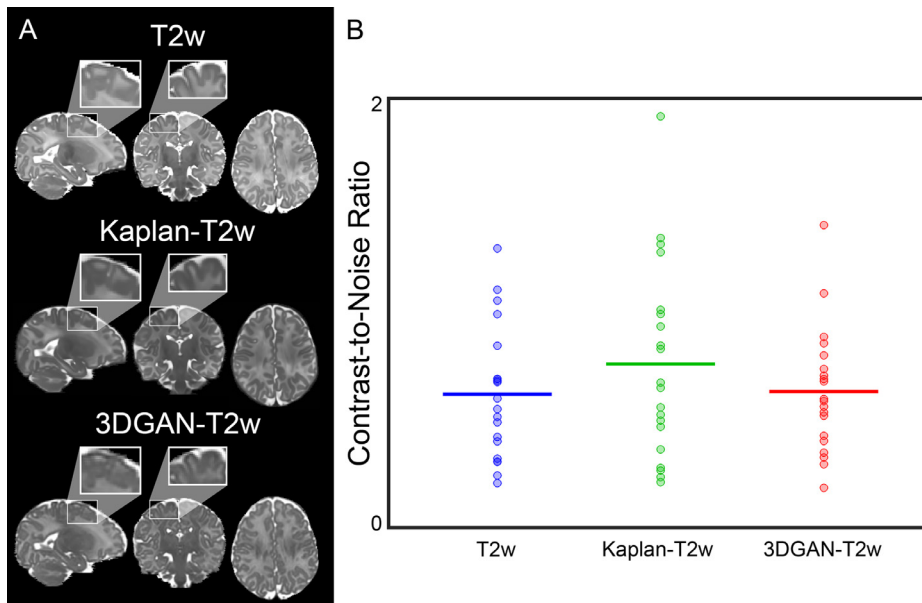 A
T2w
Kaplan-T2w
3DGAN-T2w
B
2
Contrast-to-Noise Ratio
0
T2w
Kaplan-T2w
3DGAN-T2w